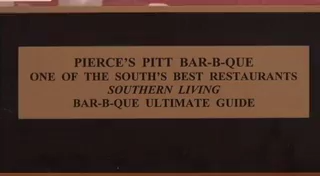 PIERCE'S PITT BAR-B-QUE
ONE OF THE SOUTH'S BEST RESTAURANTS
SOUTHERN LIVING
BAR-B-QUE ULTIMATE GUIDE